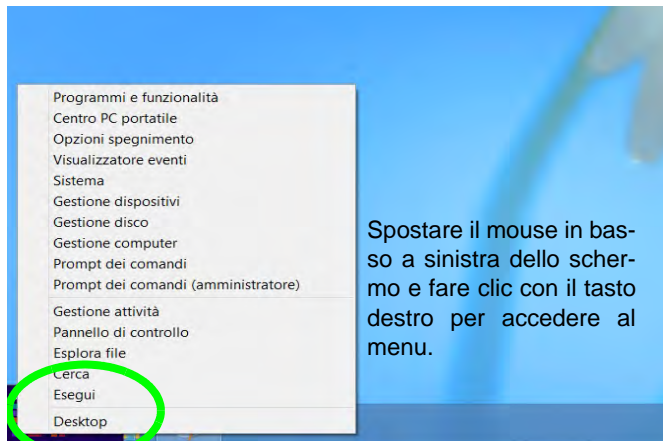 Programmi e funzionalità
Centro PC portatile
Opzioni spegnimento
Visualizzatore eventi
Sistema
Gestione dispositivi
Gestione disco
Gestione computer
Prompt dei comandi
Prompt dei comandi (amministratore)
Gestione attività
Pannello di controllo
Esplora file
Cerca
Esegui
Desktop
Spostare il mouse in bas-
so a sinistra dello scher-
mo e fare clic con il tasto
destro per accedere al
menu.